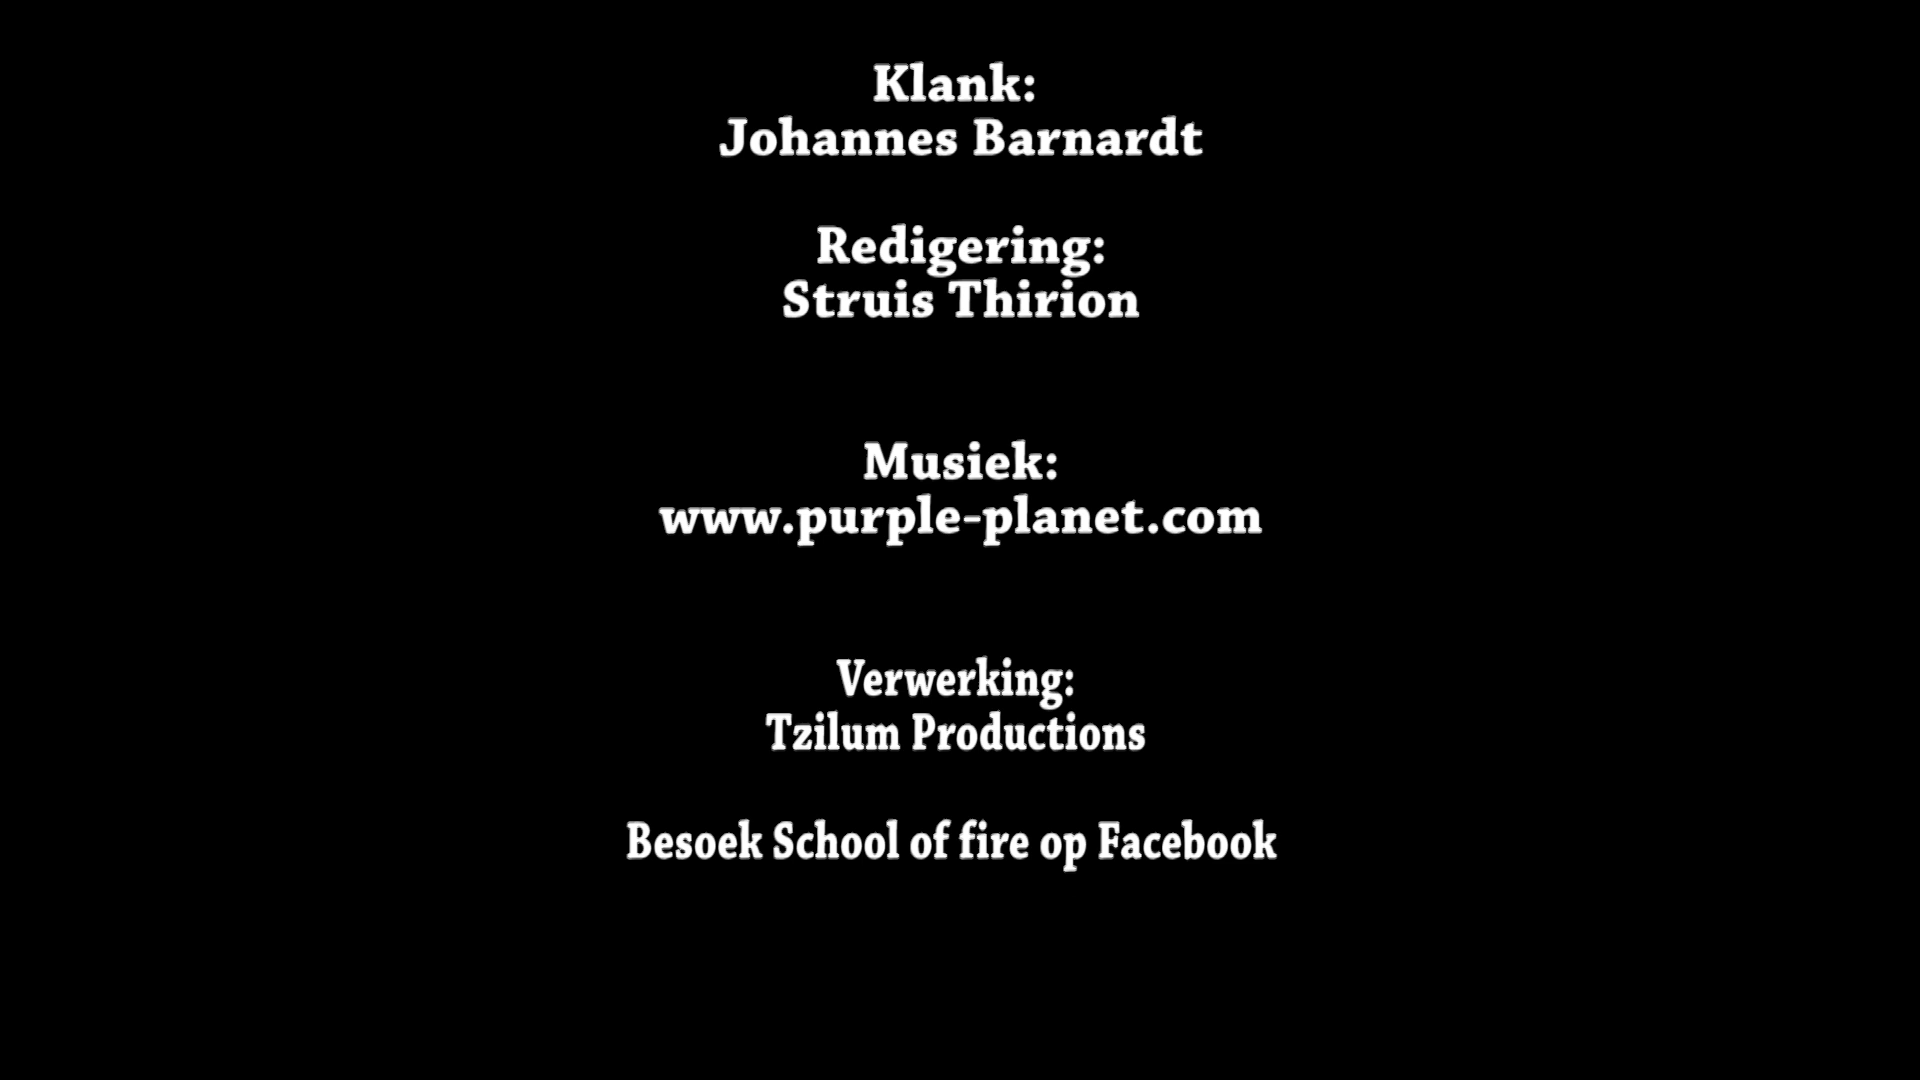 Klank:
Johannes Barnardt
Redigering:
Struis Thirion
Musiek:
www.purple-planet.com
Verwerking:
Tzilum Productions
Besoek School of fire op Facebook